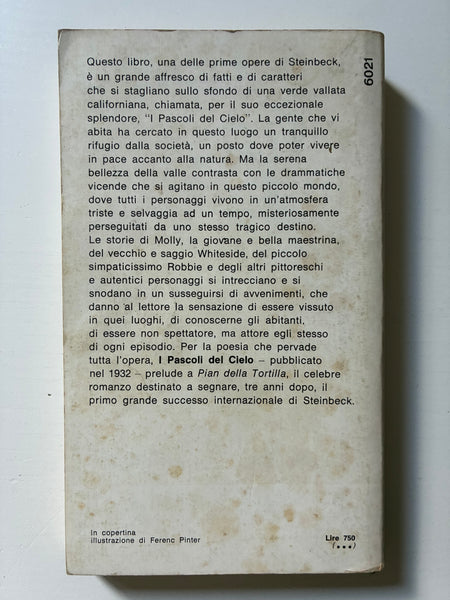 Questo libro, una delle prime opere di Steinbeck,
è un grande affresco di fatti e di caratteri
che si stagliano sullo sfondo di una verde vallata
californiana, chiamata, per il suo eccezionale
splendore, "I Pascoli del Cielo". La gente che vi
abita ha cercato in questo luogo un tranquillo
rifugio dalla società, un posto dove poter vivere
in pace accanto alla natura. Ma la serena
bellezza della valle contrasta con le drammatiche
vicende che si agitano in questo piccolo mondo,
dove tutti i personaggi vivono in un'atmosfera
triste e selvaggia ad un tempo, misteriosamente
perseguitati da uno stesso tragico destino.
Le storie di Molly, la giovane e bella maestrina,
del vecchio e saggio Whiteside, del piccolo
simpaticissimo Robbie e degli altri pittoreschi
e autentici personaggi si intrecciano e si
snodano in un susseguirsi di avvenimenti, che
danno al lettore la sensazione di essere vissuto
in quei luoghi, di conoscerne gli abitanti,
di essere non spettatore, ma attore egli stesso
di ogni episodio. Per la poesia che pervade
tutta l'opera, I Pascoli del Cielo – pubblicato
nel 1932 – prelude a Pian della Tortilla, il celebre
romanzo destinato a segnare, tre anni dopo, il
primo grande successo internazionale di Steinbeck.
6021
In copertina
illustrazione di Ferenc Pinter
Lire 750
(•••)